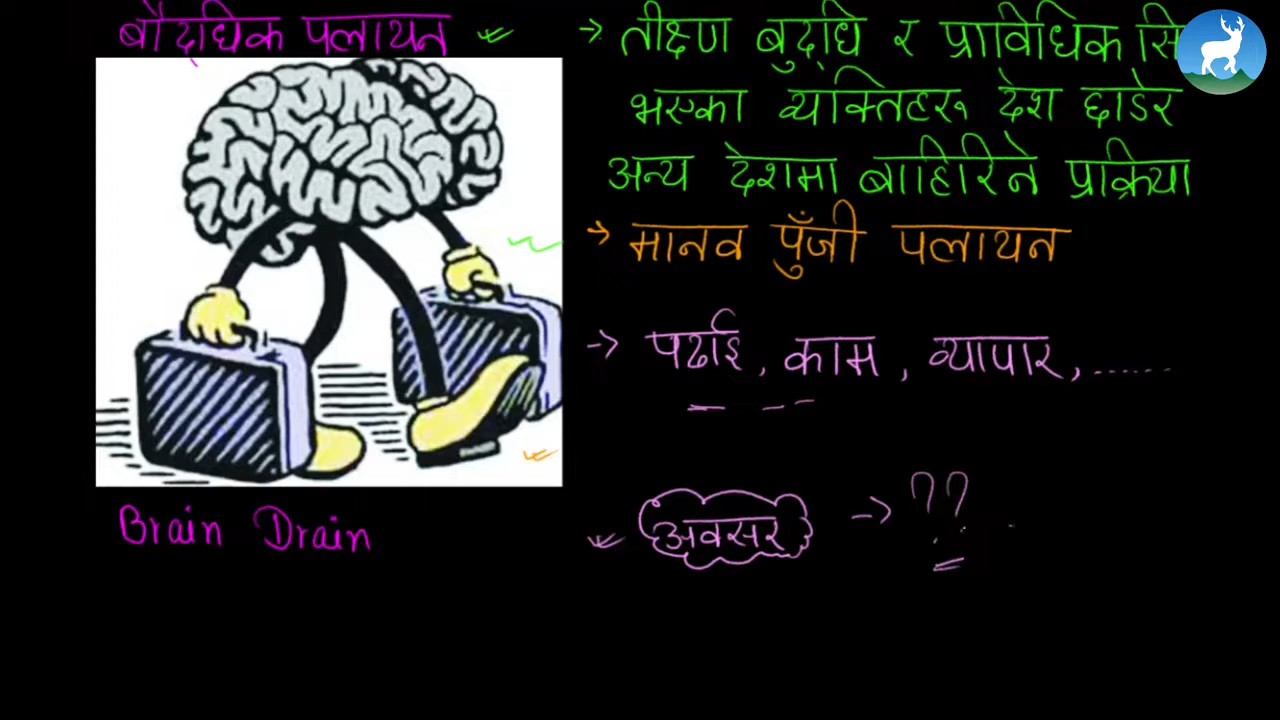 बौद्धिक पलायन
→ तीक्ष्ण बुद्धि र प्राविधिक
भएका व्यक्तिहरू देश छाडेर
अन्य देशमा बाहिरिने प्रक्रिया
→ मानव पुँजी पलायन
→ पढाई, काम, व्यापार, ......
अवसर → ??
Brain Drain